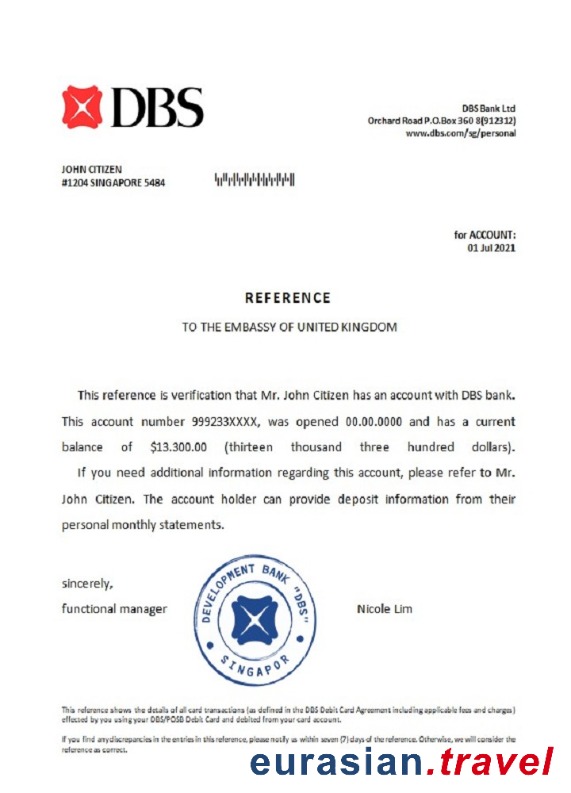 DBS
DBS Bank Ltd
Orchard Road P.O.Box 360 8(912312)
www.dbs.com/sg/personal
JOHN CITIZEN
#1204 SINGAPORE 5484
for ACCOUNT:
01 Jul 2021
REFERENCE
TO THE EMBASSY OF UNITED KINGDOM
This reference is verification that Mr. John Citizen has an account with DBS bank.
This account number 999233XXXX, was opened 00.00.0000 and has a current
balance of $13.300.00 (thirteen thousand three hundred dollars).
If you need additional information regarding this account, please refer to Mr.
John Citizen. The account holder can provide deposit information from their
personal monthly statements.
sincerely,
functional manager
DEVELOPMENT BANK "DBS"
SINGAPOR
Nicole Lim
This reference shows the details of all card transactions (as defined in the DBS Debit Card Agreement including applicable fees and charges)
effected by you using your DBS/POSB Debit Card and debited from your card account.
If you find any discrepancies in the entries in this reference, please notify us within seven (7) days of the reference. Otherwise, we will consider the
reference as correct.
eurasian.travel